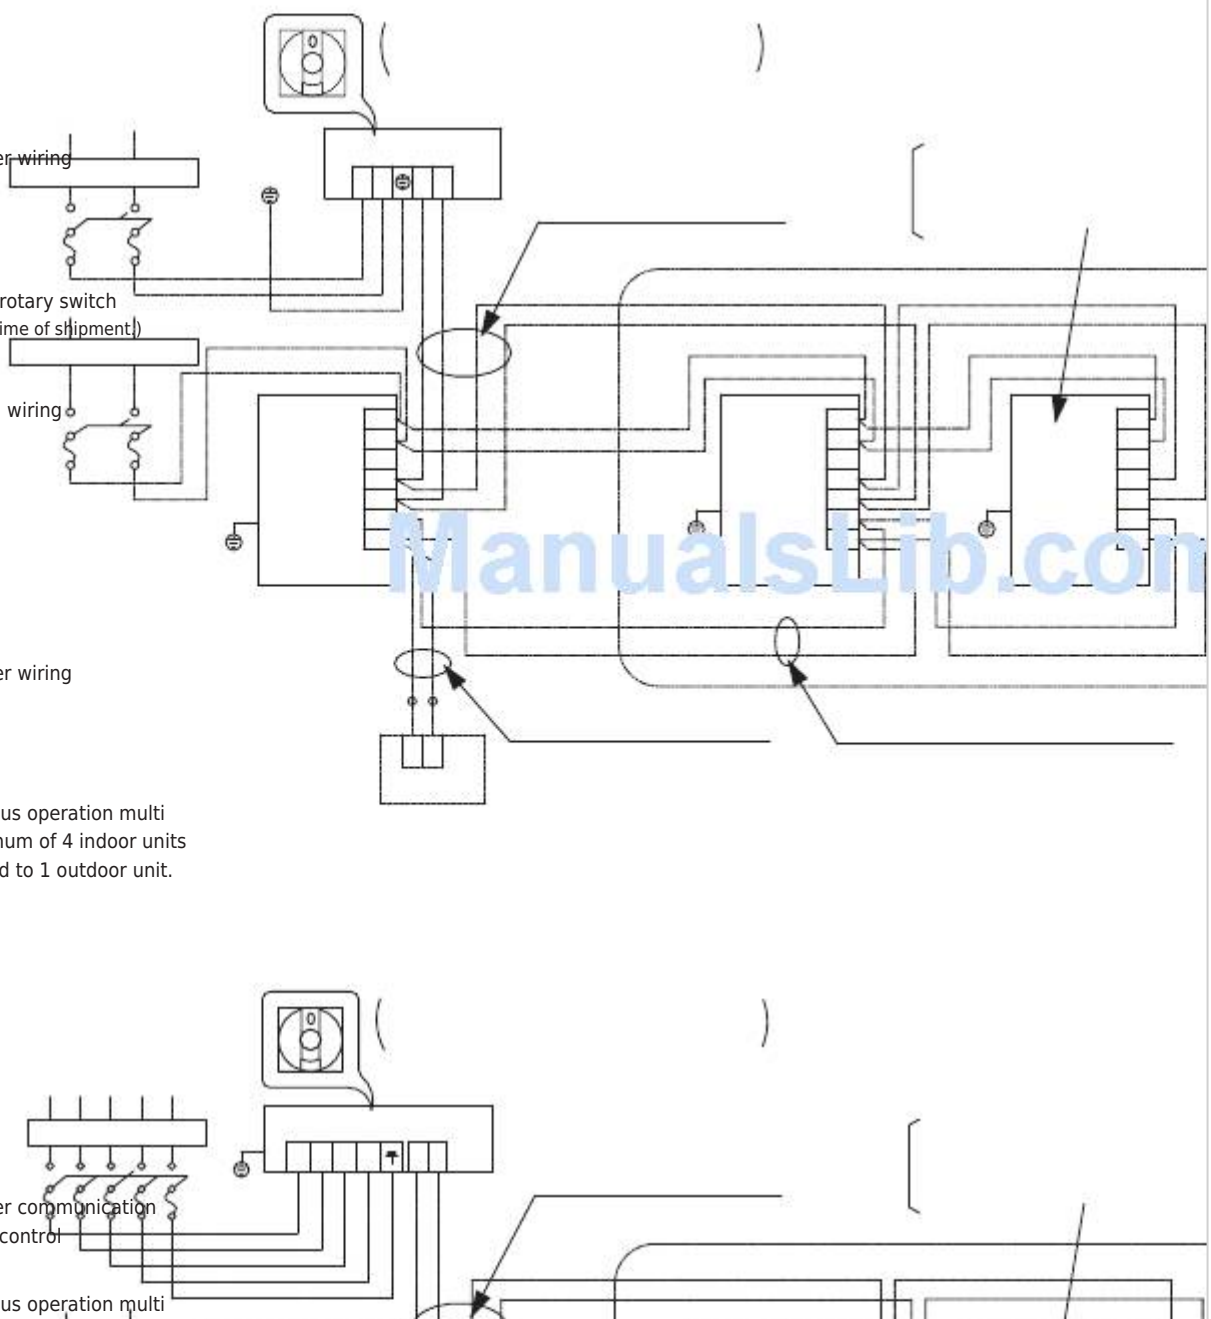 er wiring
rotary switch
ime of shipment.)
wiring
ManualsLib.com
er wiring
us operation multi
num of 4 indoor units
d to 1 outdoor unit.
er communication
control
us operation multi